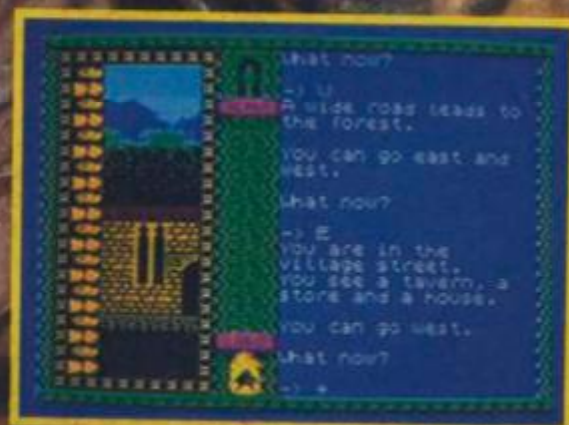 What now?
-> W
A wide road leads to
the forest.
You can go east and
west.
What now?
-> E
You are in the
village street.
You see a tavern, a
store and a house.
You can go west.
What now?
-> +